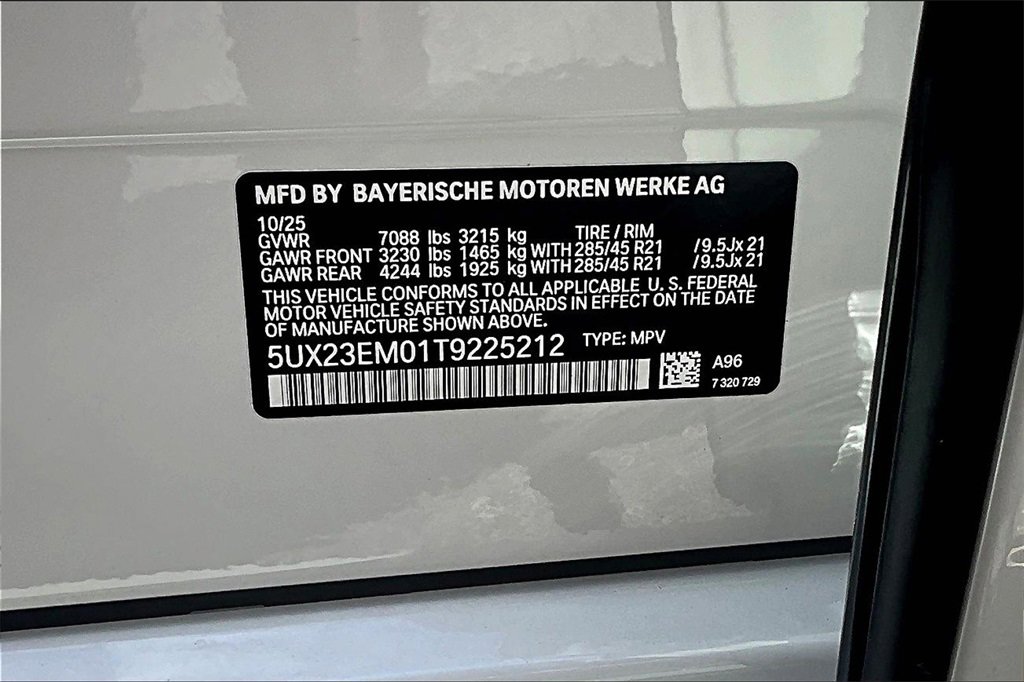 MFD BY BAYERISCHE MOTOREN WERKE AG
10/25
GVWR 7088 lbs 3215 kg TIRE / RIM
GAWR FRONT 3230 lbs 1465 kg WITH 285/45 R21 /9.5Jx 21
GAWR REAR 4244 lbs 1925 kg WITH 285/45 R21 /9.5Jx 21
THIS VEHICLE CONFORMS TO ALL APPLICABLE U. S. FEDERAL
MOTOR VEHICLE SAFETY STANDARDS IN EFFECT ON THE DATE
OF MANUFACTURE SHOWN ABOVE.
5UX23EM01T9225212 TYPE: MPV
A96
7 320 729